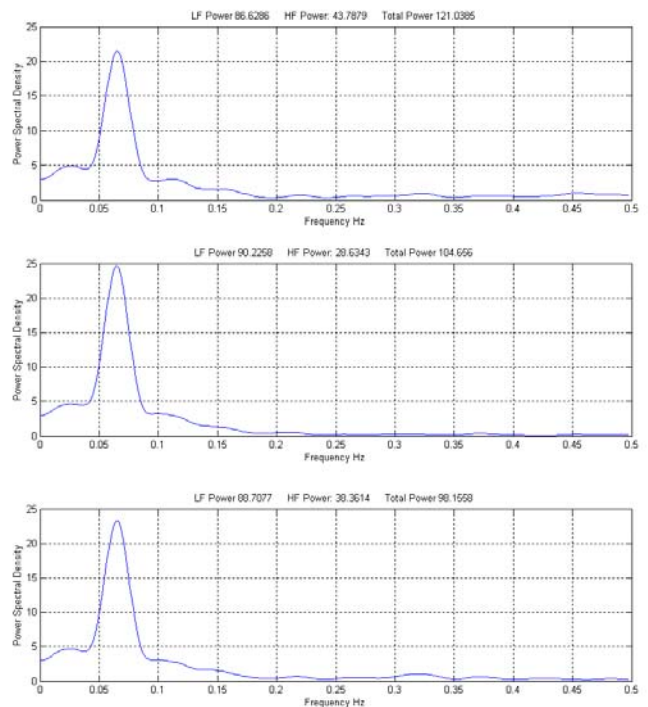 LF Power 86.6286 HF Power: 43.7879 Total Power 121.0385
25
20
15
10
5
0
Power Spectral Density
0 0.05 0.1 0.15 0.2 0.25 0.3 0.35 0.4 0.45 0.5
Frequency Hz
LF Power 90.2258 HF Power: 28.6343 Total Power 104.656
25
20
15
10
5
0
Power Spectral Density
0 0.05 0.1 0.15 0.2 0.25 0.3 0.35 0.4 0.45 0.5
Frequency Hz
LF Power 88.7077 HF Power: 38.3614 Total Power 98.1558
25
20
15
10
5
0
Power Spectral Density
0 0.05 0.1 0.15 0.2 0.25 0.3 0.35 0.4 0.45 0.5
Frequency Hz